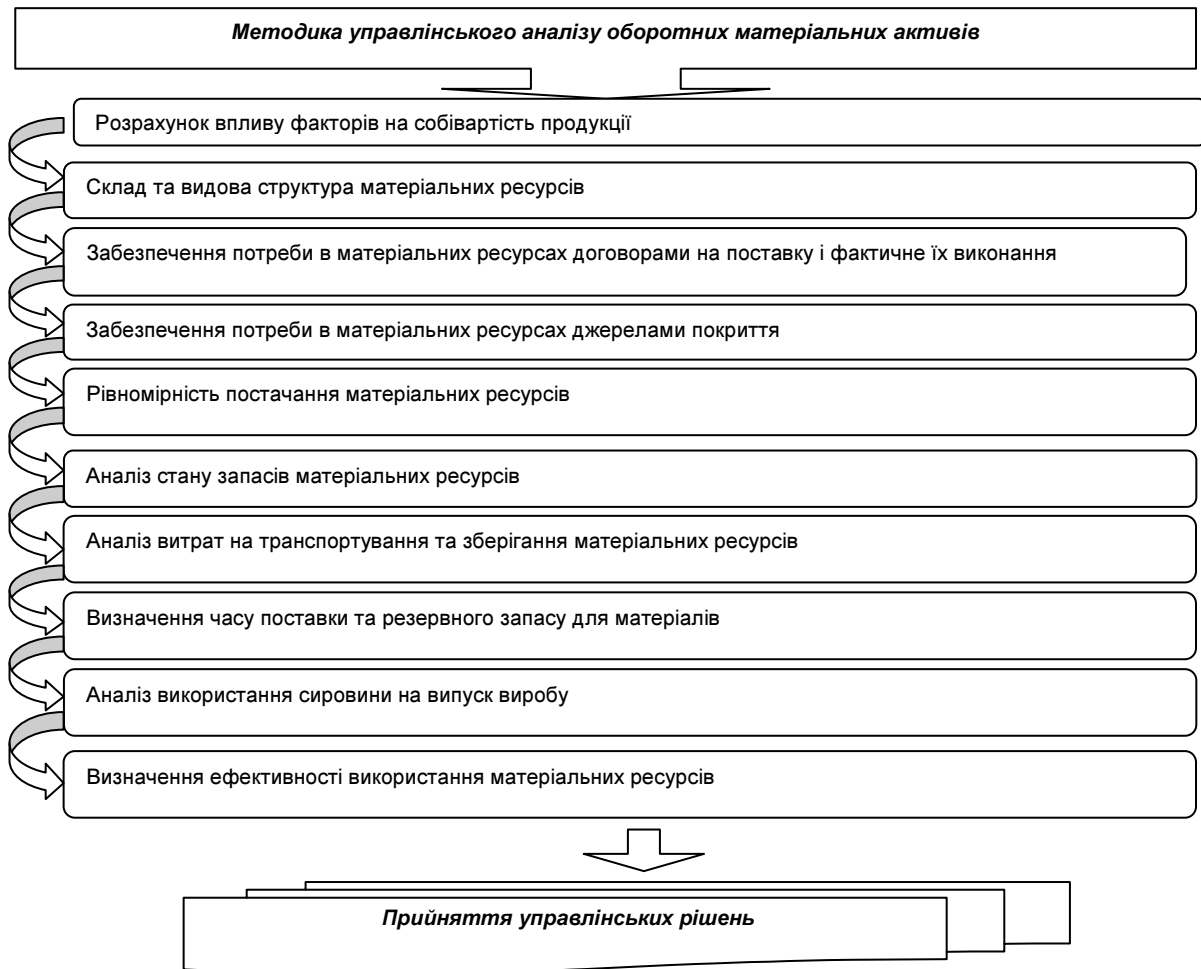 Методика управлінського аналізу оборотних матеріальних активів
Розрахунок впливу факторів на собівартість продукції
Склад та видова структура матеріальних ресурсів
Забезпечення потреби в матеріальних ресурсах договорами на поставку і фактичне їх виконання
Забезпечення потреби в матеріальних ресурсах джерелами покриття
Рівномірність постачання матеріальних ресурсів
Аналіз стану запасів матеріальних ресурсів
Аналіз витрат на транспортування та зберігання матеріальних ресурсів
Визначення часу поставки та резервного запасу для матеріалів
Аналіз використання сировини на випуск виробу
Визначення ефективності використання матеріальних ресурсів
Прийняття управлінських рішень